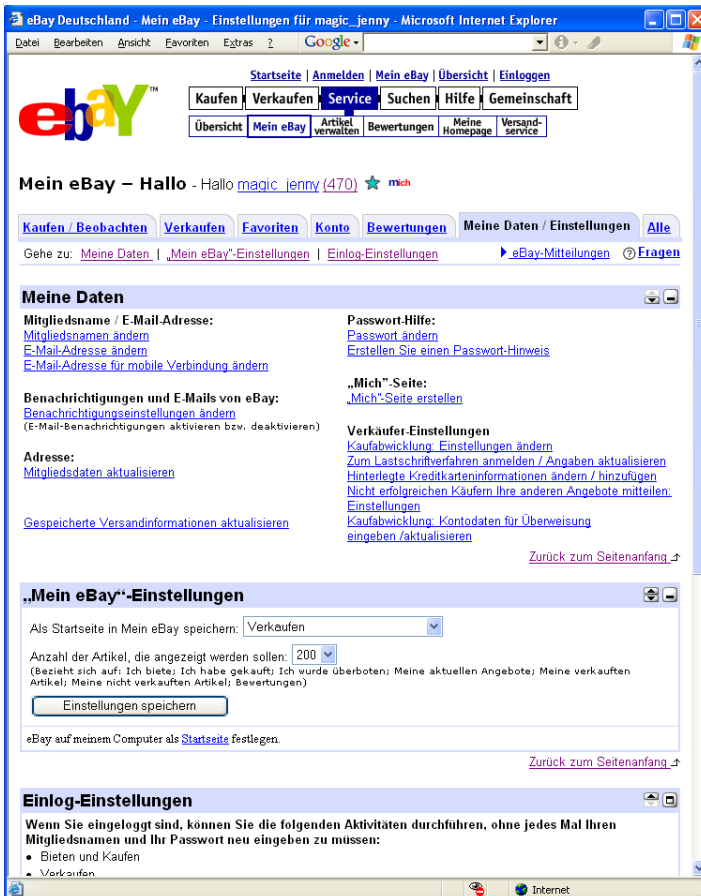 eBay Deutschland - Mein eBay - Einstellungen für magic_jenny - Microsoft Internet Explorer
Datei Bearbeiten Ansicht Favoriten Extras ? Google
Startseite | Anmelden | Mein eBay | Übersicht | Einloggen
ebaY™
Kaufen Verkaufen Service Suchen Hilfe Gemeinschaft
Übersicht Mein eBay Artikel verwalten Bewertungen Meine Homepage Versand-service
Mein eBay – Hallo - Hallo magic_jenny (470) mich
Kaufen / Beobachten Verkaufen Favoriten Konto Bewertungen Meine Daten / Einstellungen Alle
Gehe zu: Meine Daten | „Mein eBay"-Einstellungen | Einlog-Einstellungen eBay-Mitteilungen ? Fragen
Meine Daten
Mitgliedsname / E-Mail-Adresse:
Mitgliedsnamen ändern
E-Mail-Adresse ändern
E-Mail-Adresse für mobile Verbindung ändern
Benachrichtigungen und E-Mails von eBay:
Benachrichtigungseinstellungen ändern
(E-Mail-Benachrichtigungen aktivieren bzw. deaktivieren)
Adresse:
Mitgliedsdaten aktualisieren
Gespeicherte Versandinformationen aktualisieren
Passwort-Hilfe:
Passwort ändern
Erstellen Sie einen Passwort-Hinweis
„Mich"-Seite:
„Mich"-Seite erstellen
Verkäufer-Einstellungen
Kaufabwicklung: Einstellungen ändern
Zum Lastschriftverfahren anmelden / Angaben aktualisieren
Hinterlegte Kreditkarteninformationen ändern / hinzufügen
Nicht erfolgreichen Käufern Ihre anderen Angebote mitteilen:
Einstellungen
Kaufabwicklung: Kontodaten für Überweisung
eingeben /aktualisieren
Zurück zum Seitenanfang
„Mein eBay“-Einstellungen
Als Startseite in Mein eBay speichern: Verkaufen
Anzahl der Artikel, die angezeigt werden sollen: 200
(Bezieht sich auf: Ich biete; Ich habe gekauft; Ich wurde überboten; Meine aktuellen Angebote; Meine verkauften
Artikel; Meine nicht verkauften Artikel; Bewertungen)
Einstellungen speichern
eBay auf meinem Computer als Startseite festlegen.
Zurück zum Seitenanfang
Einlog-Einstellungen
Wenn Sie eingeloggt sind, können Sie die folgenden Aktivitäten durchführen, ohne jedes Mal Ihren
Mitgliedsnamen und Ihr Passwort neu eingeben zu müssen:
• Bieten und Kaufen
• Verkaufen
Internet